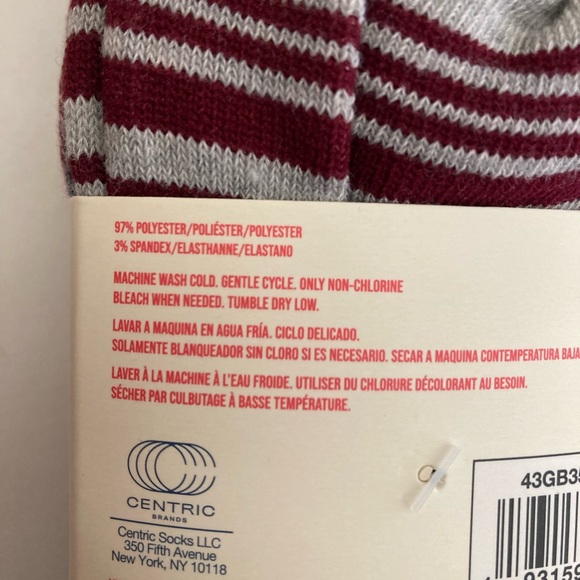 97% POLYESTER/POLIÉSTER/POLYESTER
3% SPANDEX/ELASTHANNE/ELASTANO
MACHINE WASH COLD. GENTLE CYCLE. ONLY NON-CHLORINE
BLEACH WHEN NEEDED. TUMBLE DRY LOW.
LAVAR A MAQUINA EN AGUA FRÍA. CICLO DELICADO.
SOLAMENTE BLANQUEADOR SIN CLORO SI ES NECESARIO. SECAR A MAQUINA CONTEMPERATURA BAJA
LAVER À LA MACHINE À L'EAU FROIDE. UTILISER DU CHLORURE DÉCOLORANT AU BESOIN.
SÉCHER PAR CULBUTAGE À BASSE TEMPÉRATURE.
CENTRIC
BRANDS
Centric Socks LLC
350 Fifth Avenue
New York, NY 10118
43GB35
93159